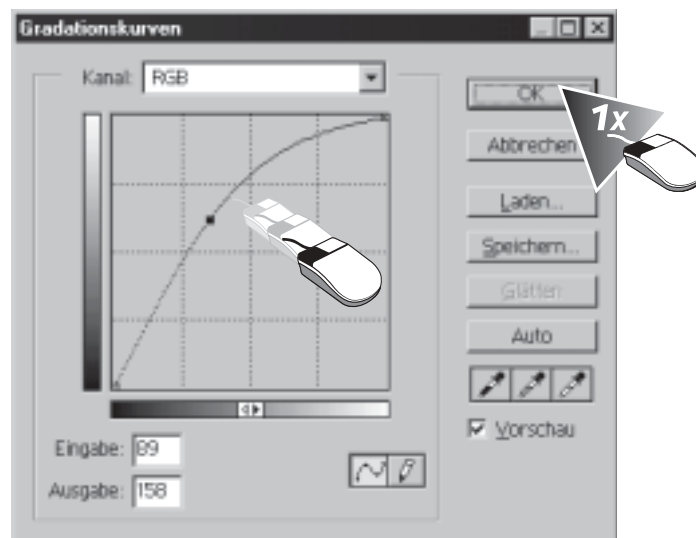 Gradationskurven
Kanal: RGB
OK
1x
Abbrechen
Laden...
Speichern...
Glätten
Auto
Vorschau
Eingabe: 89
Ausgabe: 158